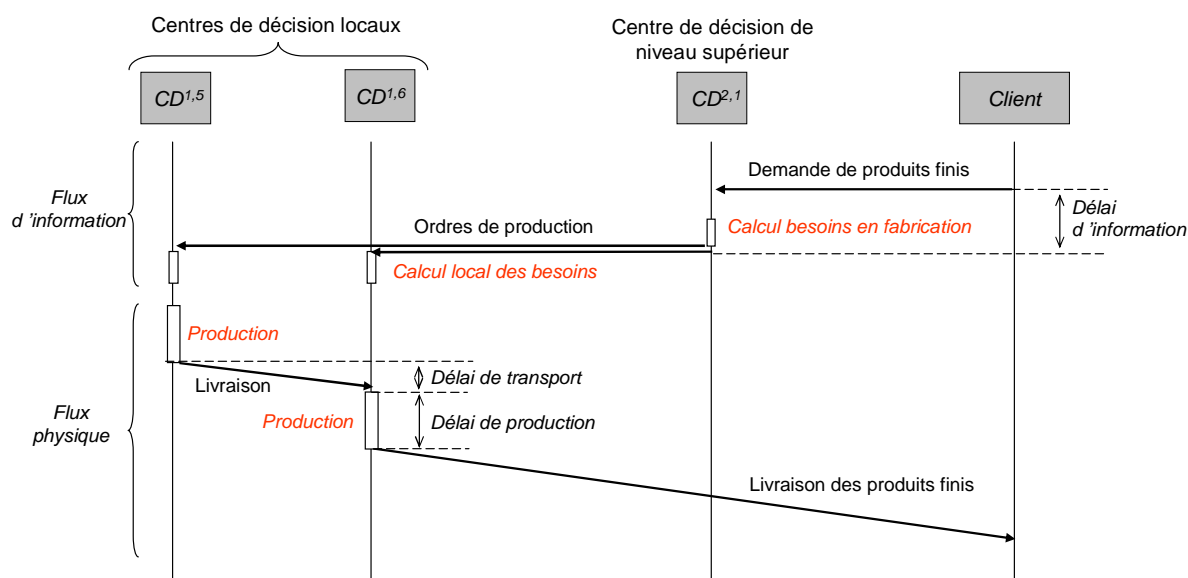 Centres de décision locaux
Centre de décision de
niveau supérieur
CD1,5
CD1,6
CD2,1
Client
Demande de produits finis
Flux
d 'information
Ordres de production
Calcul besoins en fabrication
Délai
d 'information
Calcul local des besoins
Production
Livraison
Délai de transport
Flux
physique
Production
Délai de production
Livraison des produits finis